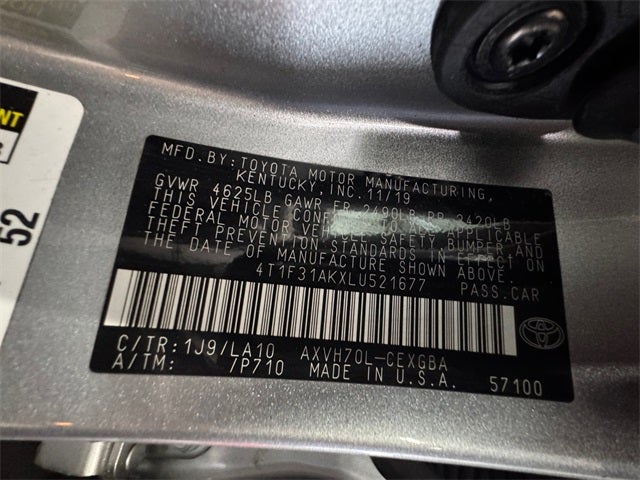 MFD. BY: TOYOTA MOTOR MANUFACTURING,
KENTUCKY, INC. 11/19
GVWR 4625LB GAWR FR 2490LB RR 2420LB
THIS VEHICLE TO ALL APPLICABLE
FEDERAL MOTOR VEHICLE SAFETY, BUMPER AND
THEFT PREVENTION STANDARDS IN EFFECT ON
THE DATE OF MANUFACTURE SHOWN ABOVE.
4T1F31AKXLU521677 PASS.CAR
C/TR: 1J9/LA10 AXVH70L-CEXGBA
A/TM: /P710 MADE IN U.S.A. 57100
52